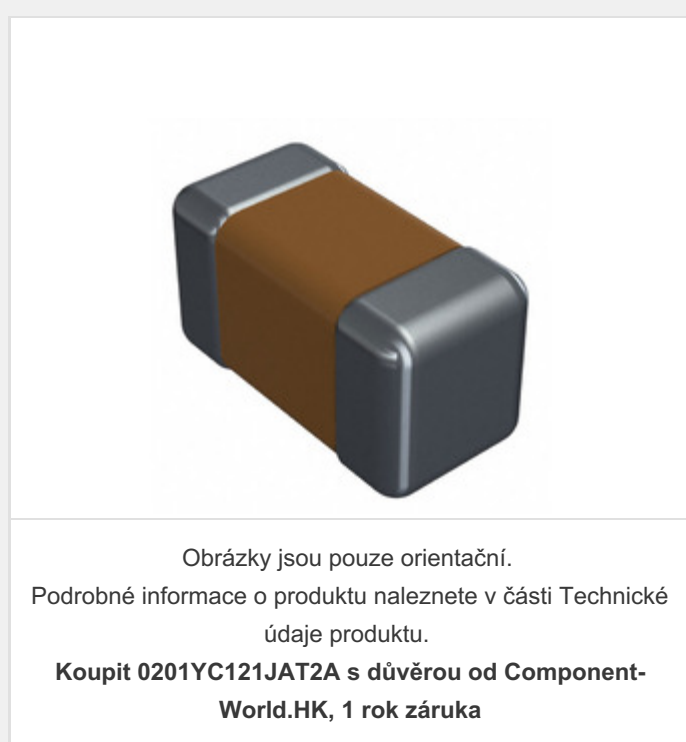 Obrázky jsou pouze orientační.
Podrobné informace o produktu naleznete v části Technické
údaje produktu.
Koupit 0201YC121JAT2A s důvěrou od Component-
World.HK, 1 rok záruka